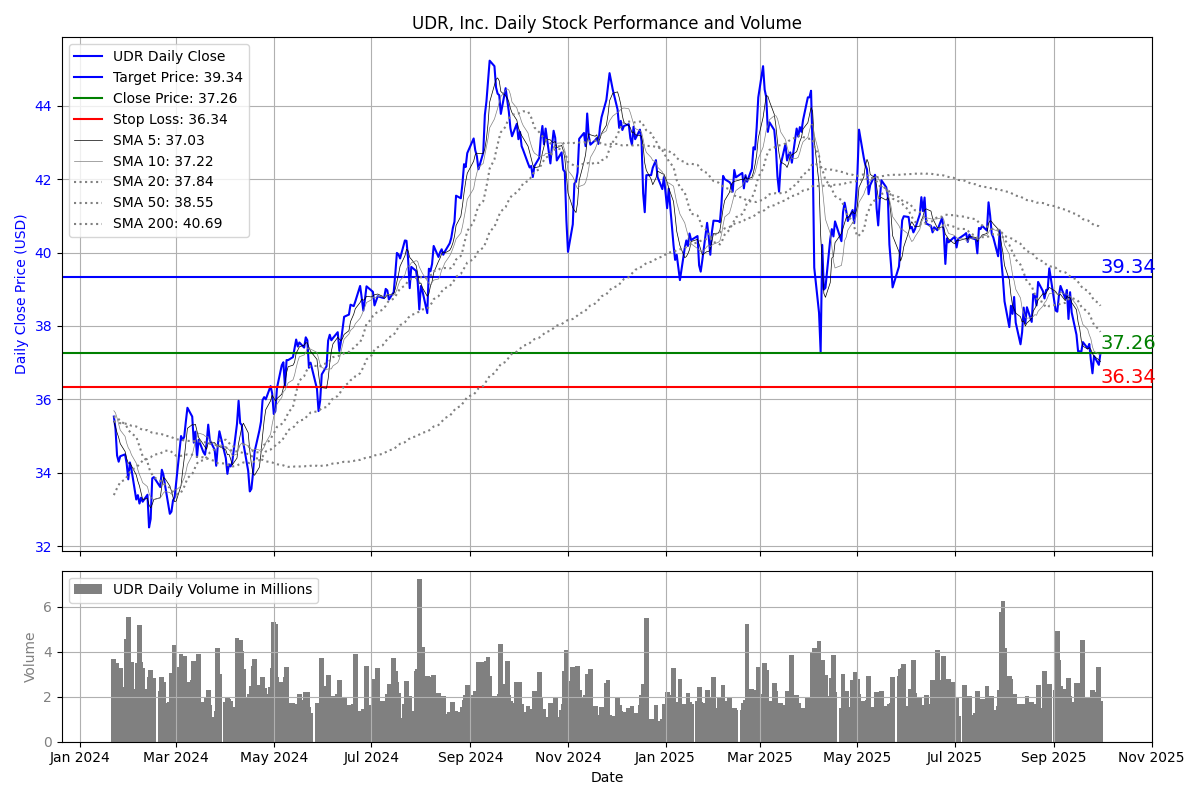 UDR, Inc. Daily Stock Performance and Volume
UDR Daily Close
Target Price: 39.34
Close Price: 37.26
Stop Loss: 36.34
SMA 5: 37.03
SMA 10: 37.22
SMA 20: 37.84
SMA 50: 38.55
SMA 200: 40.69
Daily Close Price (USD)
44
42
40
38
36
34
32
39.34
37.26
36.34
UDR Daily Volume in Millions
Volume
6
4
2
0
Jan 2024 Mar 2024 May 2024 Jul 2024 Sep 2024 Nov 2024 Jan 2025 Mar 2025 May 2025 Jul 2025 Sep 2025 Nov 2025
Date